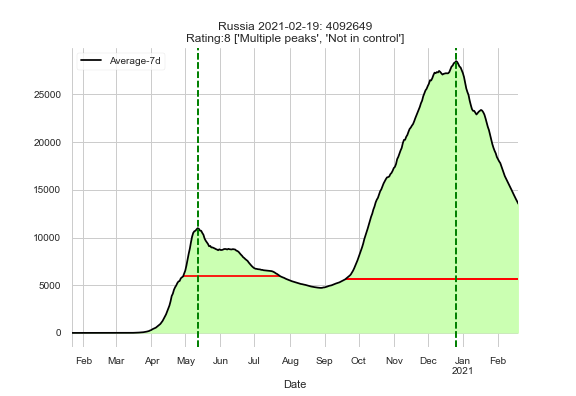 Russia 2021-02-19: 4092649
Rating:8 ['Multiple peaks', 'Not in control']
Average-7d
25000
20000
15000
10000
5000
0
Feb Mar Apr May Jun Jul Aug Sep Oct Nov Dec Jan Feb
2021
Date